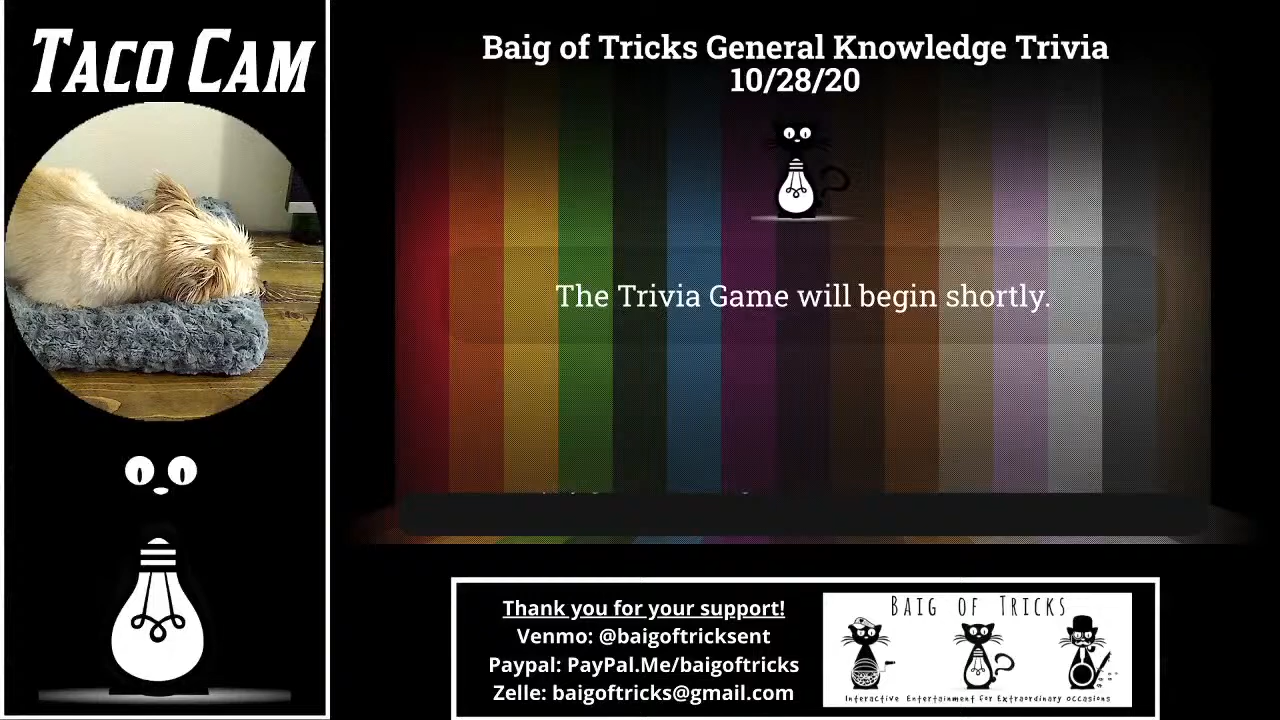 TACO CAM
Baig of Tricks General Knowledge Trivia
10/28/20
The Trivia Game will begin shortly.
Thank you for your support!
Venmo: @baigoftricksent
Paypal: PayPal.Me/baigoftricks
Zelle: baigoftricks@gmail.com
BAIG OF TRICKS
Interactive Entertainment for Extraordinary occasions